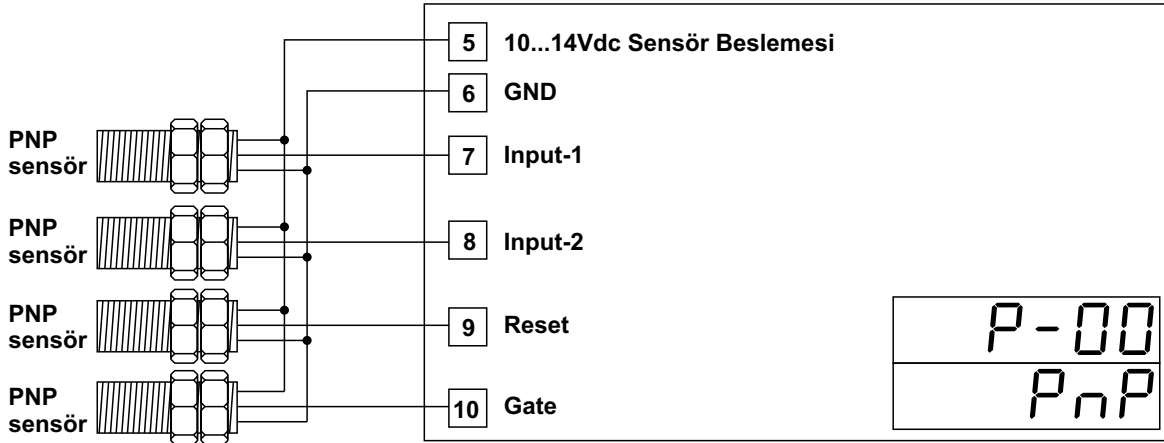 5 10...14Vdc Sensör Beslemesi
6 GND
PNP
sensör
7 Input-1
PNP
sensör
8 Input-2
PNP
sensör
9 Reset
PNP
sensör
10 Gate
P-00
PnP